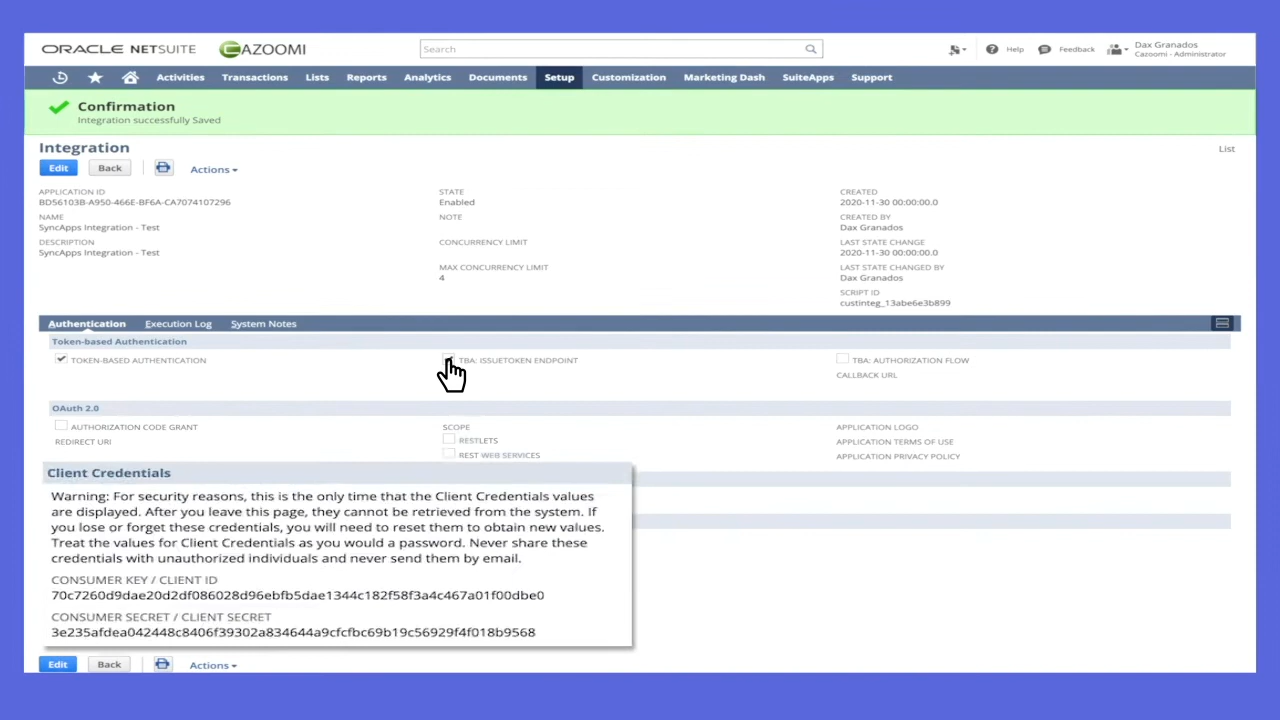 ORACLE NETSUITE CAZOOMI Search Help Feedback Dax Granados
Cazoomi - Administrator
Activities Transactions Lists Reports Analytics Documents Setup Customization Marketing Dash SuiteApps Support
Confirmation
Integration successfully Saved
Integration List
Edit Back Actions
APPLICATION ID
BD56103B-A950-466E-BF6A-CA7074107296
NAME
SyncApps Integration - Test
DESCRIPTION
SyncApps Integration - Test
STATE
Enabled
NOTE
CONCURRENCY LIMIT
MAX CONCURRENCY LIMIT
4
CREATED
2020-11-30 00:00:00.0
CREATED BY
Dax Granados
LAST STATE CHANGE
2020-11-30 00:00:00.0
LAST STATE CHANGED BY
Dax Granados
SCRIPT ID
custinteg_13abe6e3b899
Authentication Execution Log System Notes
Token-based Authentication
TOKEN-BASED AUTHENTICATION TBA: ISSUETOKEN ENDPOINT TBA: AUTHORIZATION FLOW
CALLBACK URL
OAuth 2.0
AUTHORIZATION CODE GRANT
REDIRECT URI
SCOPE
RESTLETS
REST WEB SERVICES
APPLICATION LOGO
APPLICATION TERMS OF USE
APPLICATION PRIVACY POLICY
Client Credentials
Warning: For security reasons, this is the only time that the Client Credentials values
are displayed. After you leave this page, they cannot be retrieved from the system. If
you lose or forget these credentials, you will need to reset them to obtain new values.
Treat the values for Client Credentials as you would a password. Never share these
credentials with unauthorized individuals and never send them by email.
CONSUMER KEY / CLIENT ID
70c7260d9dae20d2df086028d96ebfb5dae1344c182f58f3a4c467a01f00dbe0
CONSUMER SECRET / CLIENT SECRET
3e235afdea042448c8406f39302a834644a9cfcfbc69b19c56929f4f018b9568
Edit Back Actions